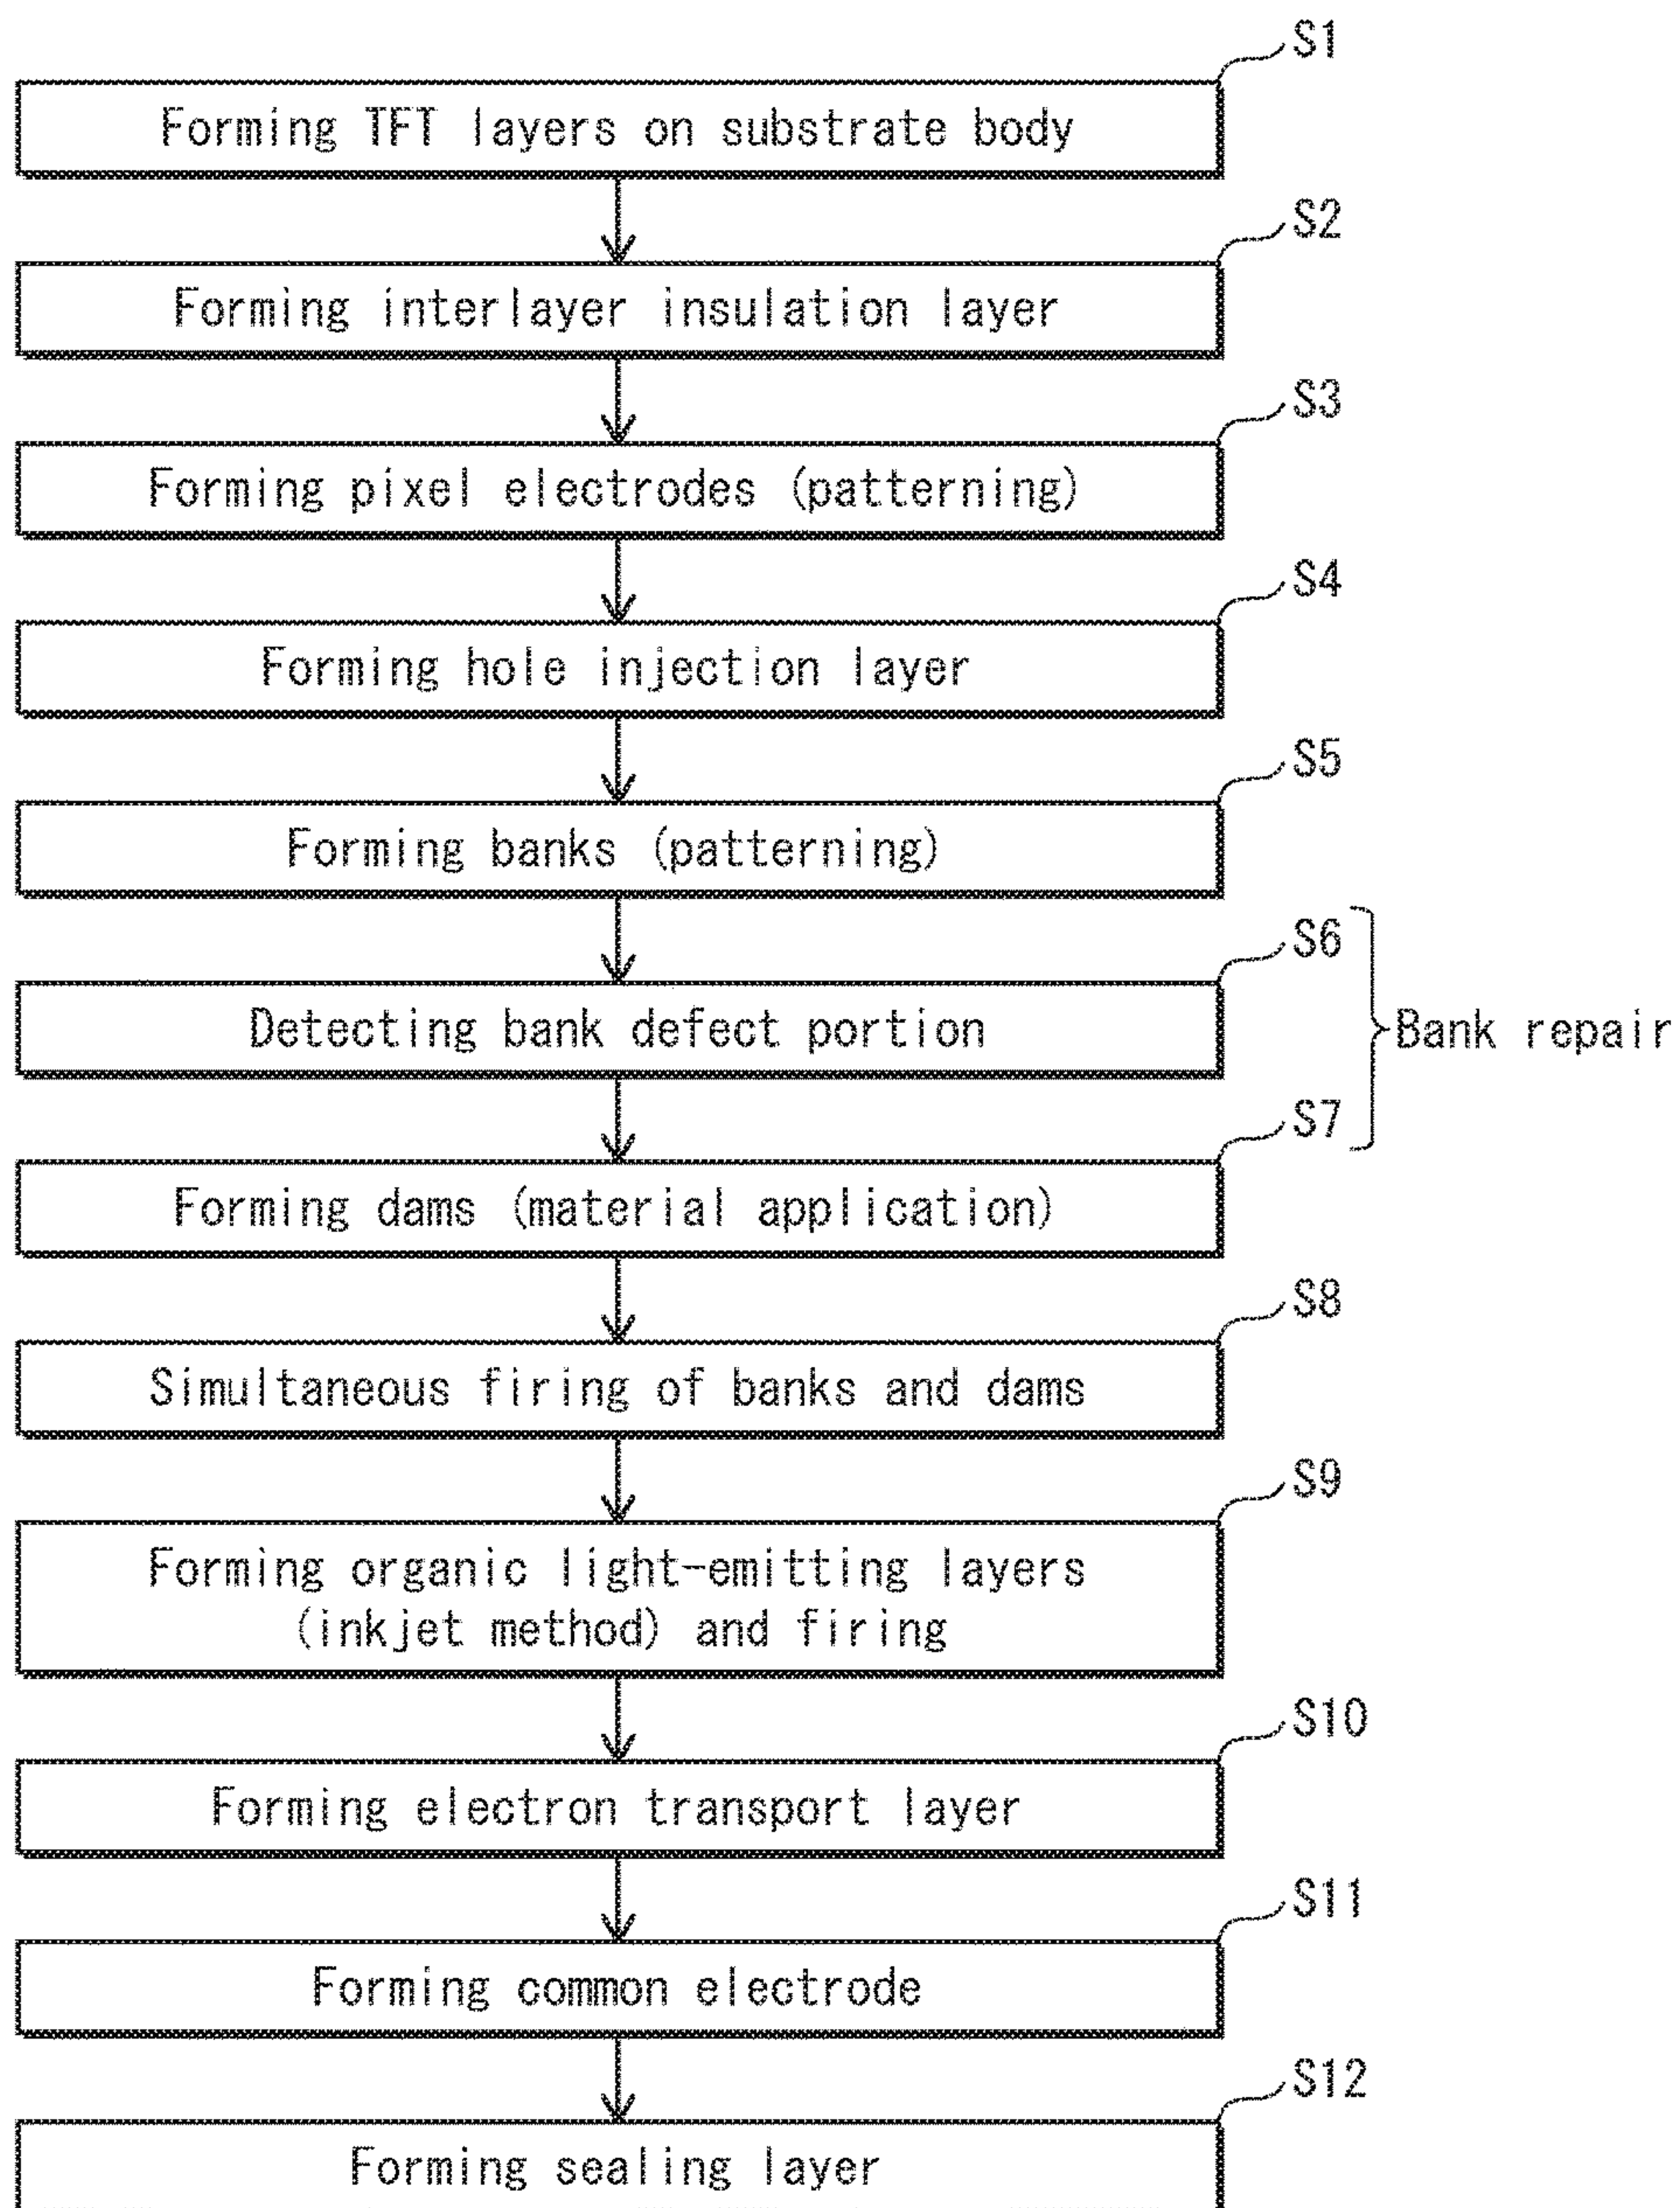 S1
Forming TFT layers on substrate body
S2
Forming interlayer insulation layer
S3
Forming pixel electrodes (patterning)
S4
Forming hole injection layer
S5
Forming banks (patterning)
S6
Detecting bank defect portion
Bank repair
S7
Forming dams (material application)
S8
Simultaneous firing of banks and dams
S9
Forming organic light-emitting layers
(inkjet method) and firing
S10
Forming electron transport layer
S11
Forming common electrode
S12
Forming sealing layer